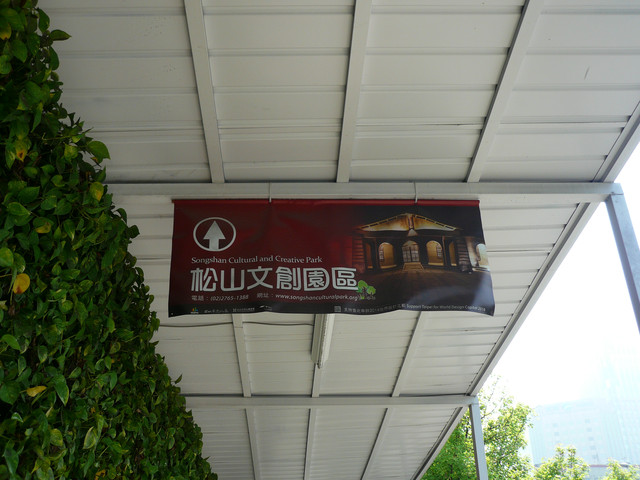 Songshan Cultural and Creative Park
松山文創園區
電話：(02)2765-1388 網址：www.songshanculturalpark.org